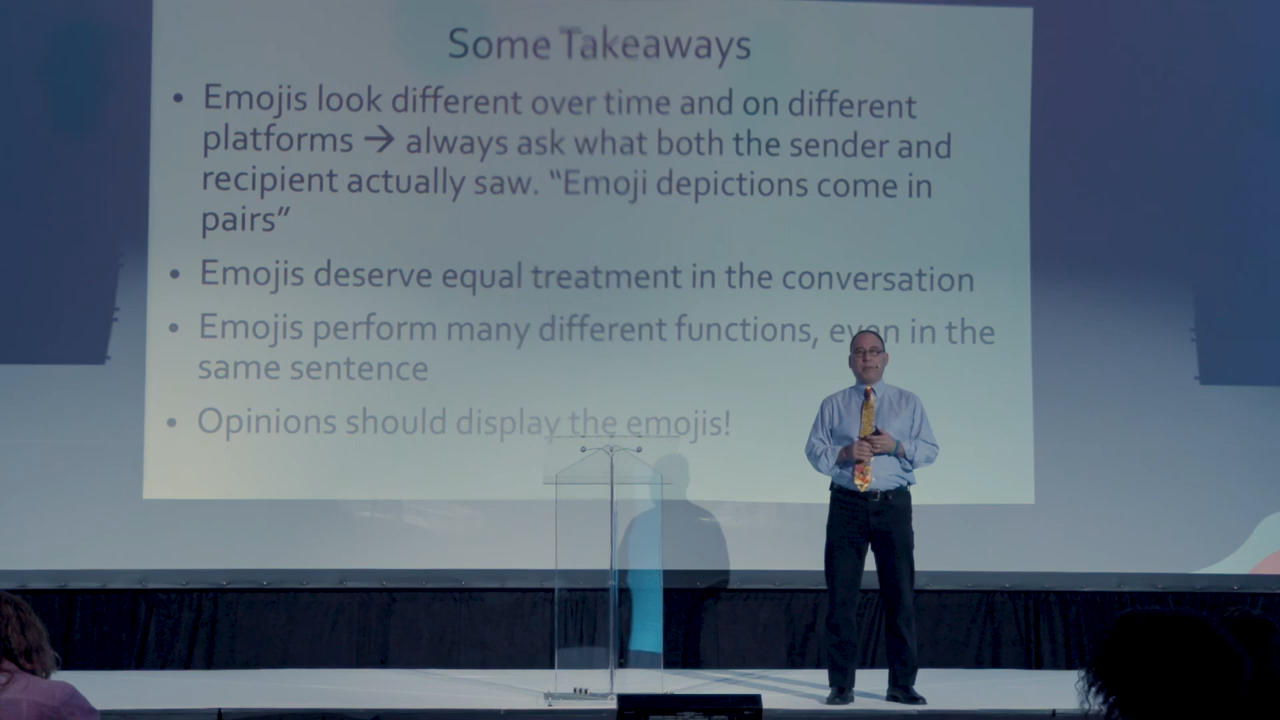 Some Takeaways
• Emojis look different over time and on different
platforms → always ask what both the sender and
recipient actually saw. “Emoji depictions come in
pairs”
• Emojis deserve equal treatment in the conversation
• Emojis perform many different functions, even in the
same sentence
• Opinions should display the emojis!